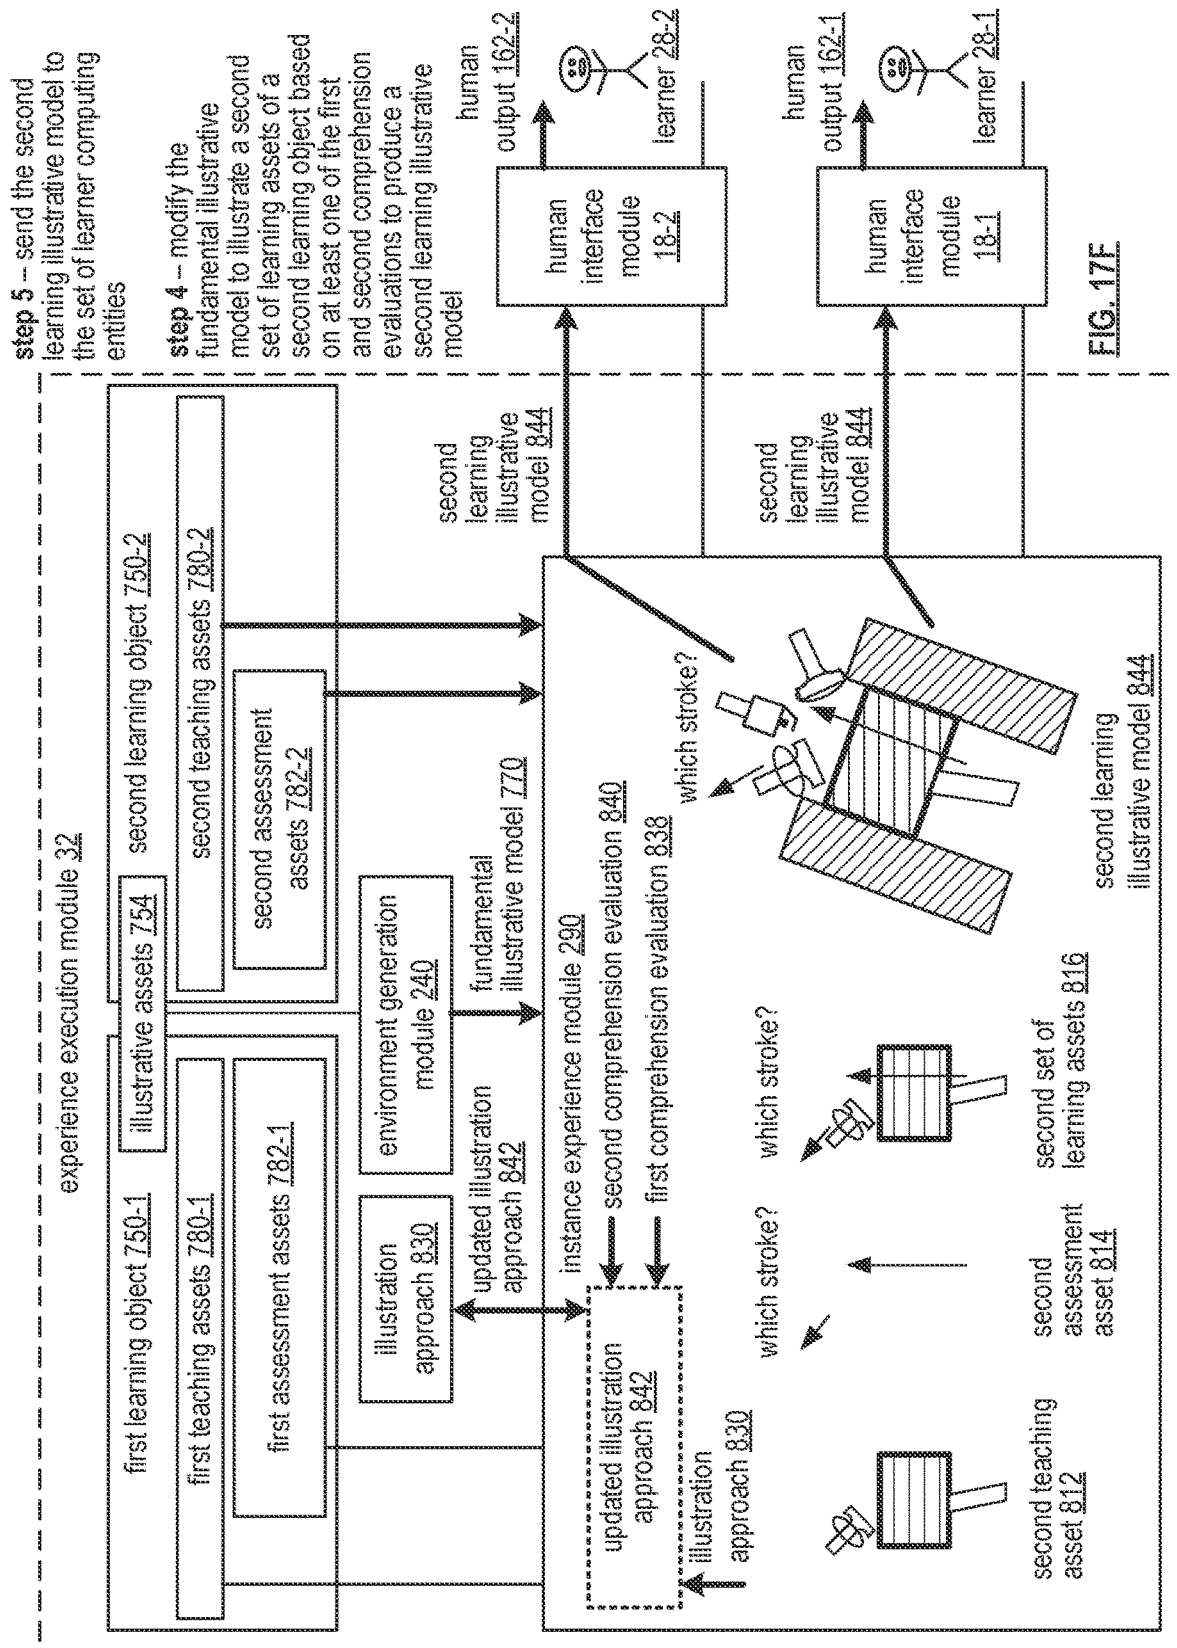 step 5 – send the second
learning illustrative model to
the set of learner computing
entities
step 4 – modify the
fundamental illustrative
model to illustrate a second
set of learning assets of a
second learning object based
on at least one of the first
and second comprehension
evaluations to produce a
second learning illustrative
model
experience execution module 32
first learning object 750-1
illustrative assets 754
second learning object 750-2
first teaching assets 780-1
second teaching assets 780-2
first assessment assets 782-1
second assessment
assets 782-2
illustration
approach 830
environment generation
module 240
updated illustration
approach 842
fundamental
illustrative model 770
second
learning
illustrative
model 844
human
output 162-2
human
interface
module
18-2
learner 28-2
instance experience module 290
updated illustration
approach 842
second comprehension evaluation 840
first comprehension evaluation 838
illustration
approach 830
which stroke?
which stroke?
which stroke?
second
learning
illustrative
model 844
human
output 162-1
human
interface
module
18-1
learner 28-1
second teaching
asset 812
second
assessment
asset 814
second set of
learning assets 816
second learning
illustrative model 844
FIG. 17F